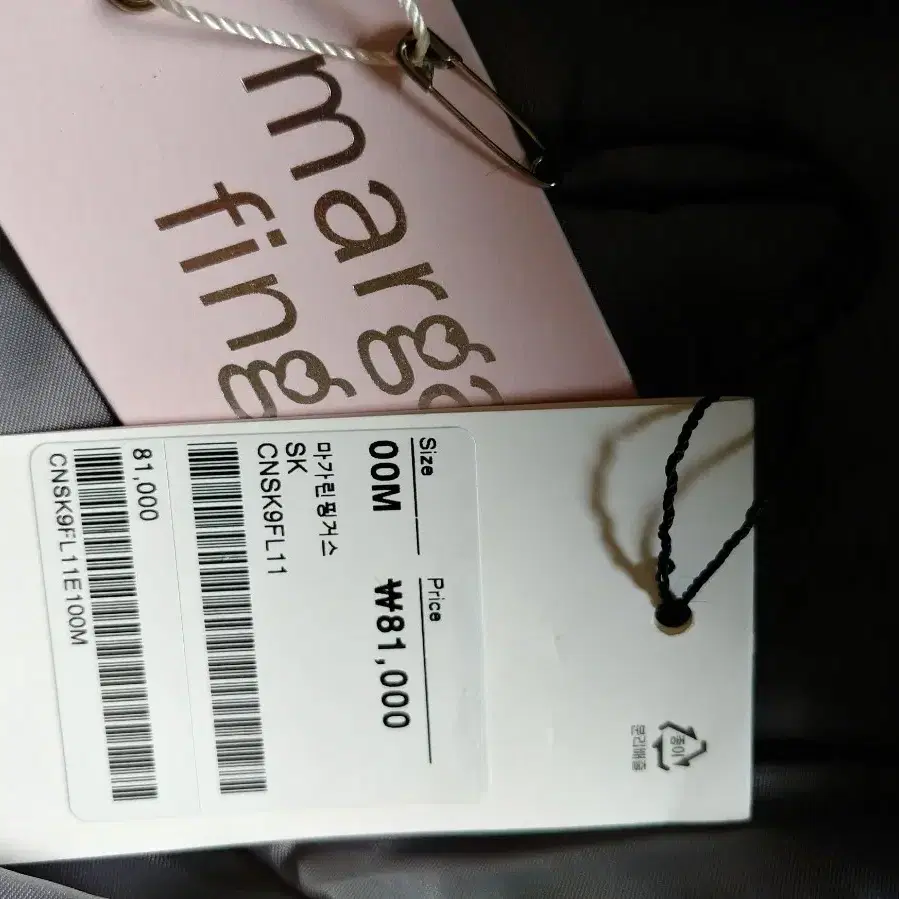 marga
fing
Size
Price
00M
₩81,000
마가린핑거스
SK
CNSK9FL11
81,000
CNSK9FL11E100M
종이
분리배출